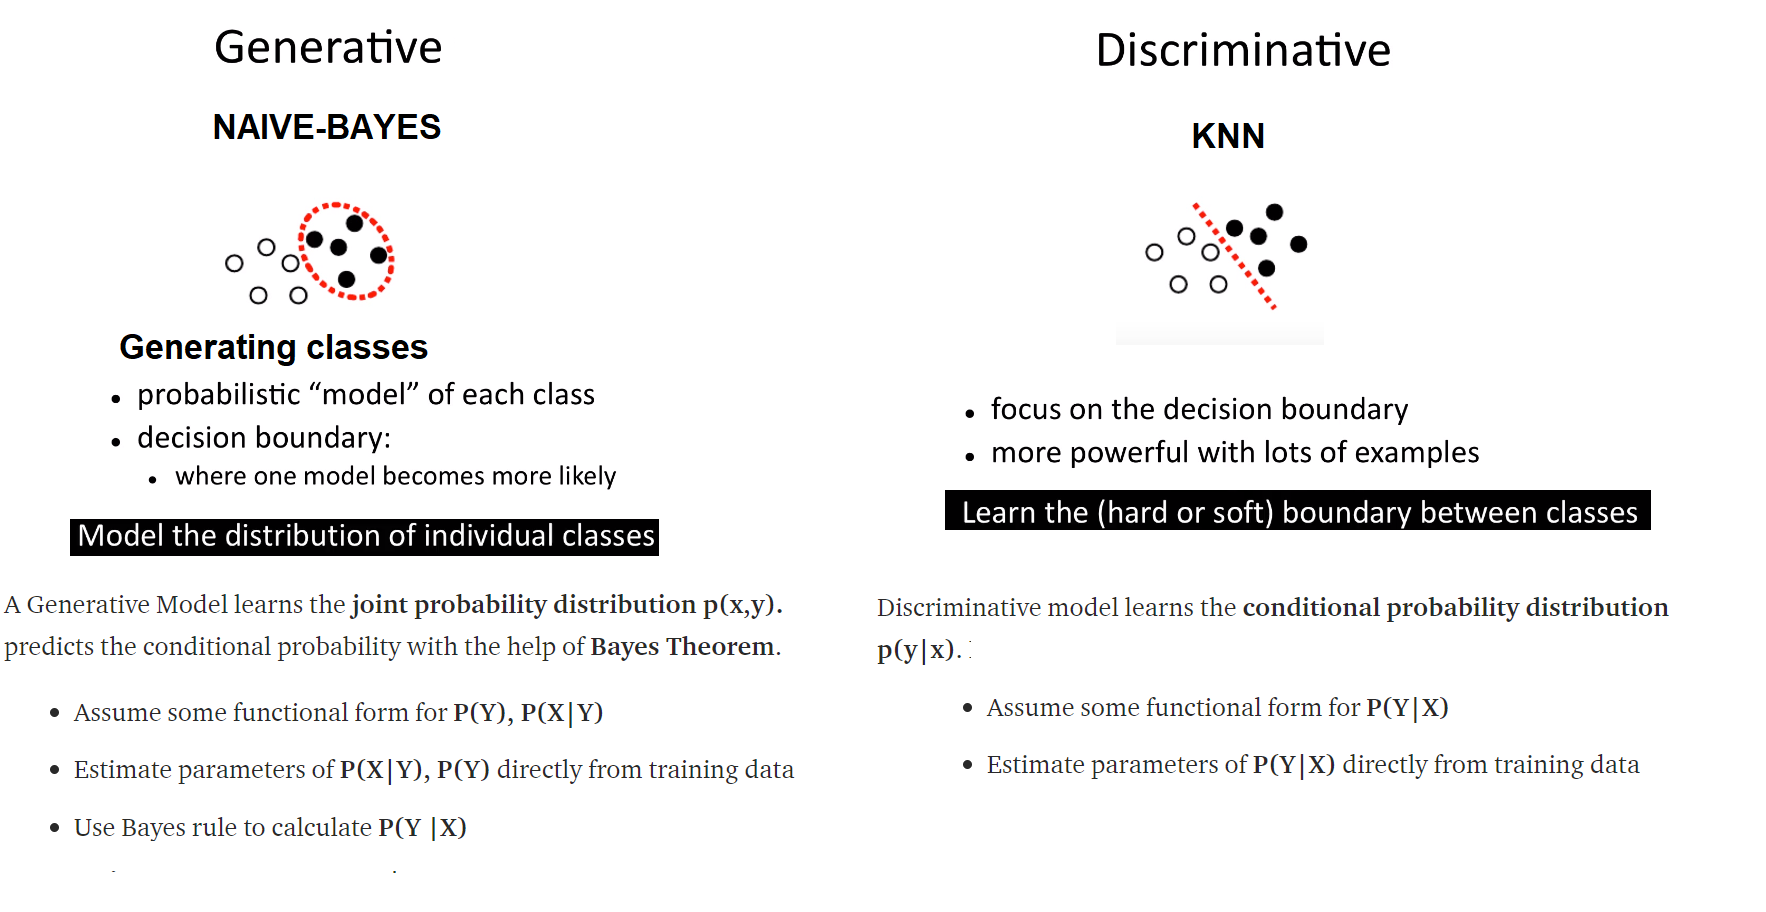 Generative
NAIVE-BAYES
Generating classes
• probabilistic “model” of each class
• decision boundary:
• where one model becomes more likely
Model the distribution of individual classes
A Generative Model learns the joint probability distribution p(x,y).
predicts the conditional probability with the help of Bayes Theorem.
• Assume some functional form for P(Y), P(X|Y)
• Estimate parameters of P(X|Y), P(Y) directly from training data
• Use Bayes rule to calculate P(Y |X)
Discriminative
KNN
• focus on the decision boundary
• more powerful with lots of examples
Learn the (hard or soft) boundary between classes
Discriminative model learns the conditional probability distribution
p(y|x).
• Assume some functional form for P(Y|X)
• Estimate parameters of P(Y|X) directly from training data